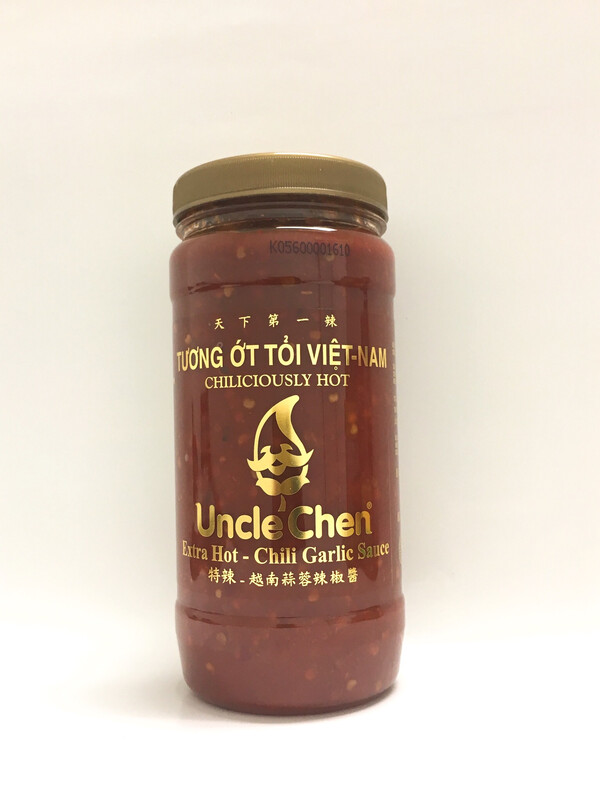 K05600001610
天下第一辣
TƯƠNG ỚT TỎI VIỆT-NAM
CHILICIOUSLY HOT
Uncle Chen®
Extra Hot - Chili Garlic Sauce
特辣 - 越南蒜蓉辣椒醬